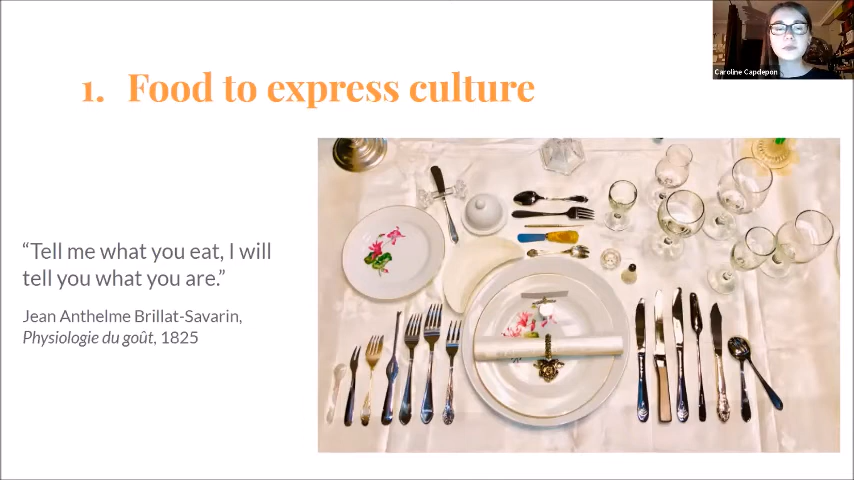 1. Food to express culture
“Tell me what you eat, I will
tell you what you are.”
Jean Anthelme Brillat-Savarin,
Physiologie du goût, 1825
Caroline Capdepon